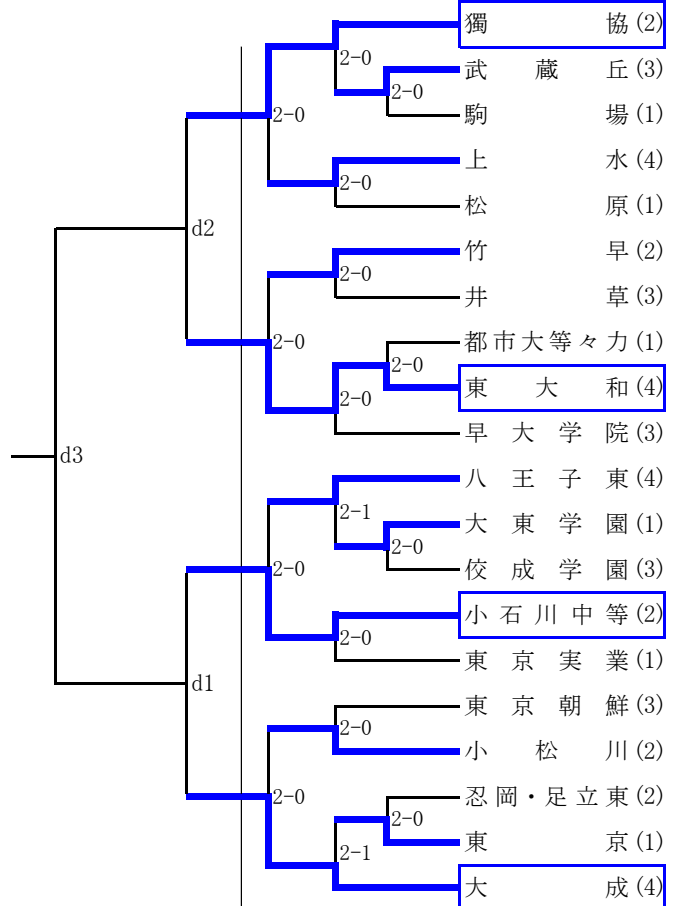 獨協(2)
2-0
武蔵丘(3)
2-0
2-0
駒場(1)
上水(4)
2-0
松原(1)
d2
竹早(2)
2-0
井草(3)
2-0
都市大等々力(1)
2-0
東大和(4)
2-0
早大学院(3)
d3
八王子東(4)
2-1
大東学園(1)
2-0
2-0
佼成学園(3)
小石川中等(2)
2-0
東京実業(1)
d1
東京朝鮮(3)
2-0
小松川(2)
2-0
忍岡・足立東(2)
2-0
東京(1)
2-1
大成(4)